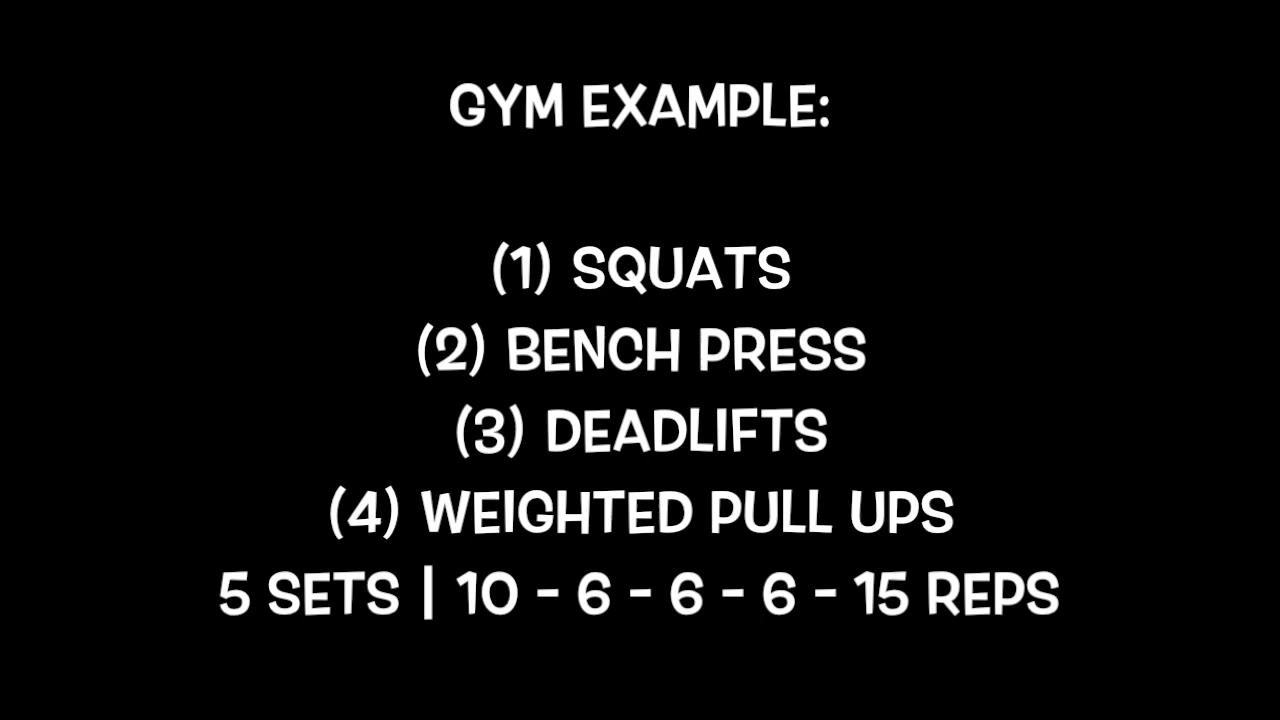 GYM EXAMPLE:
(1) SQUATS
(2) BENCH PRESS
(3) DEADLIFTS
(4) WEIGHTED PULL UPS
5 SETS | 10 - 6 - 6 - 6 - 15 REPS